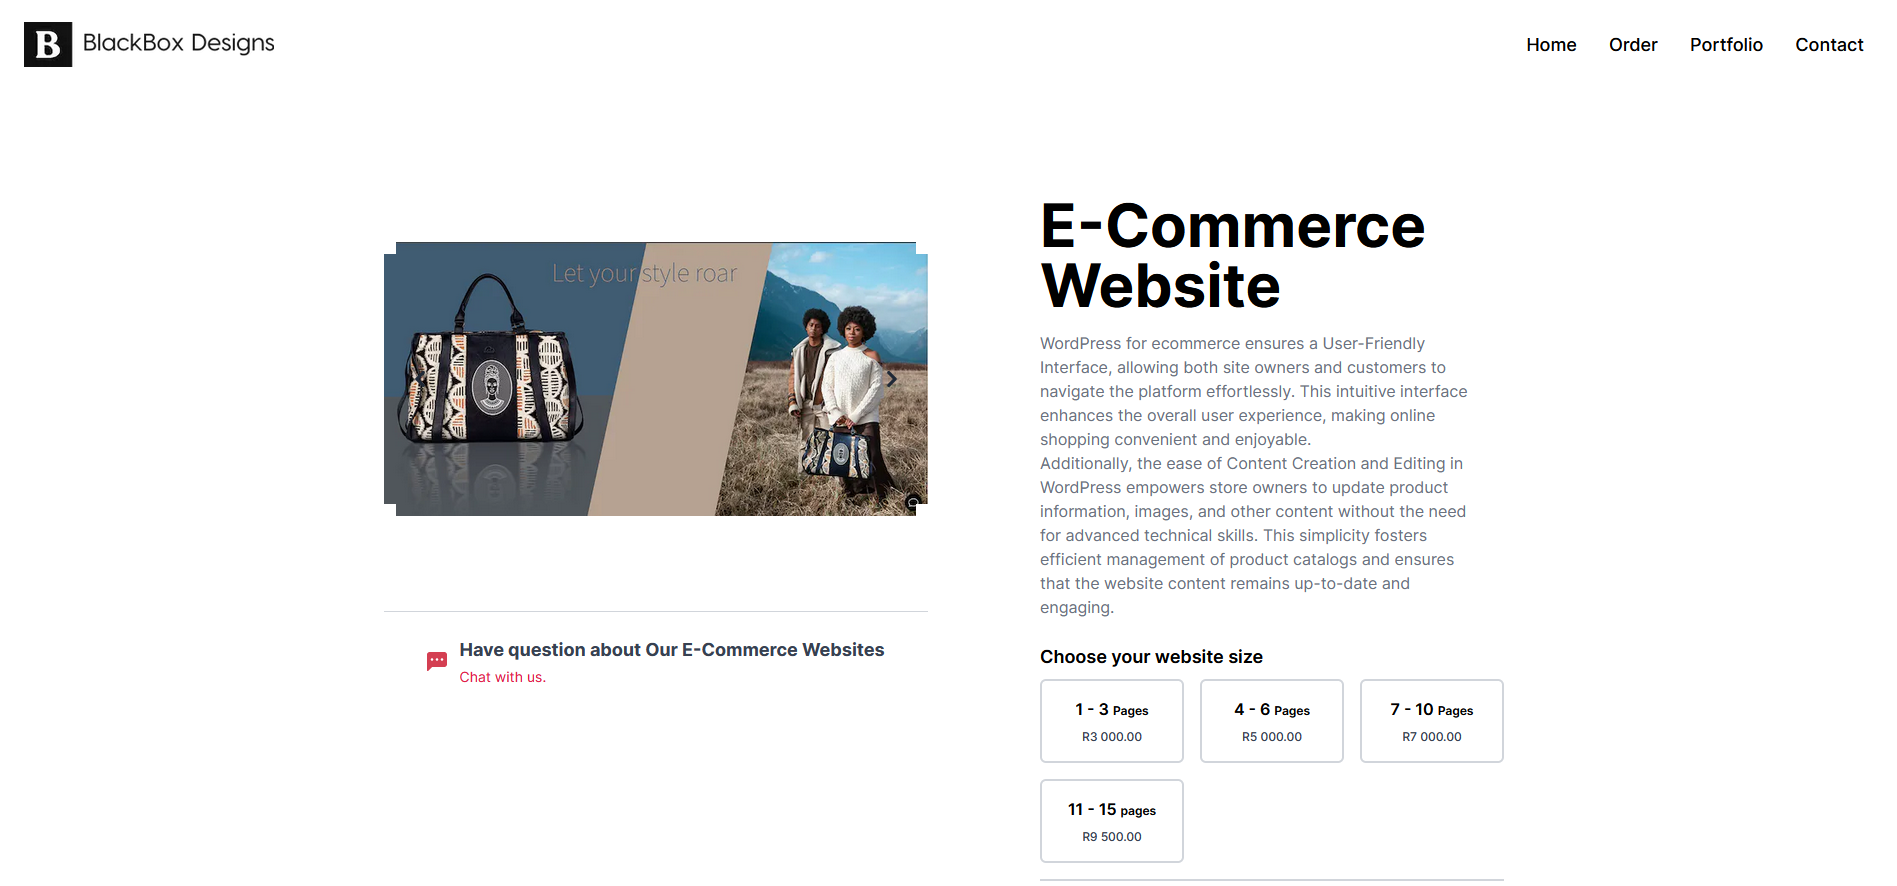 B BlackBox Designs
Home Order Portfolio Contact
Let your style roar
E-Commerce
Website
WordPress for ecommerce ensures a User-Friendly
Interface, allowing both site owners and customers to
navigate the platform effortlessly. This intuitive interface
enhances the overall user experience, making online
shopping convenient and enjoyable.
Additionally, the ease of Content Creation and Editing in
WordPress empowers store owners to update product
information, images, and other content without the need
for advanced technical skills. This simplicity fosters
efficient management of product catalogs and ensures
that the website content remains up-to-date and
engaging.
Have question about Our E-Commerce Websites
Chat with us.
Choose your website size
1 - 3 Pages
R3 000.00
4 - 6 Pages
R5 000.00
7 - 10 Pages
R7 000.00
11 - 15 pages
R9 500.00